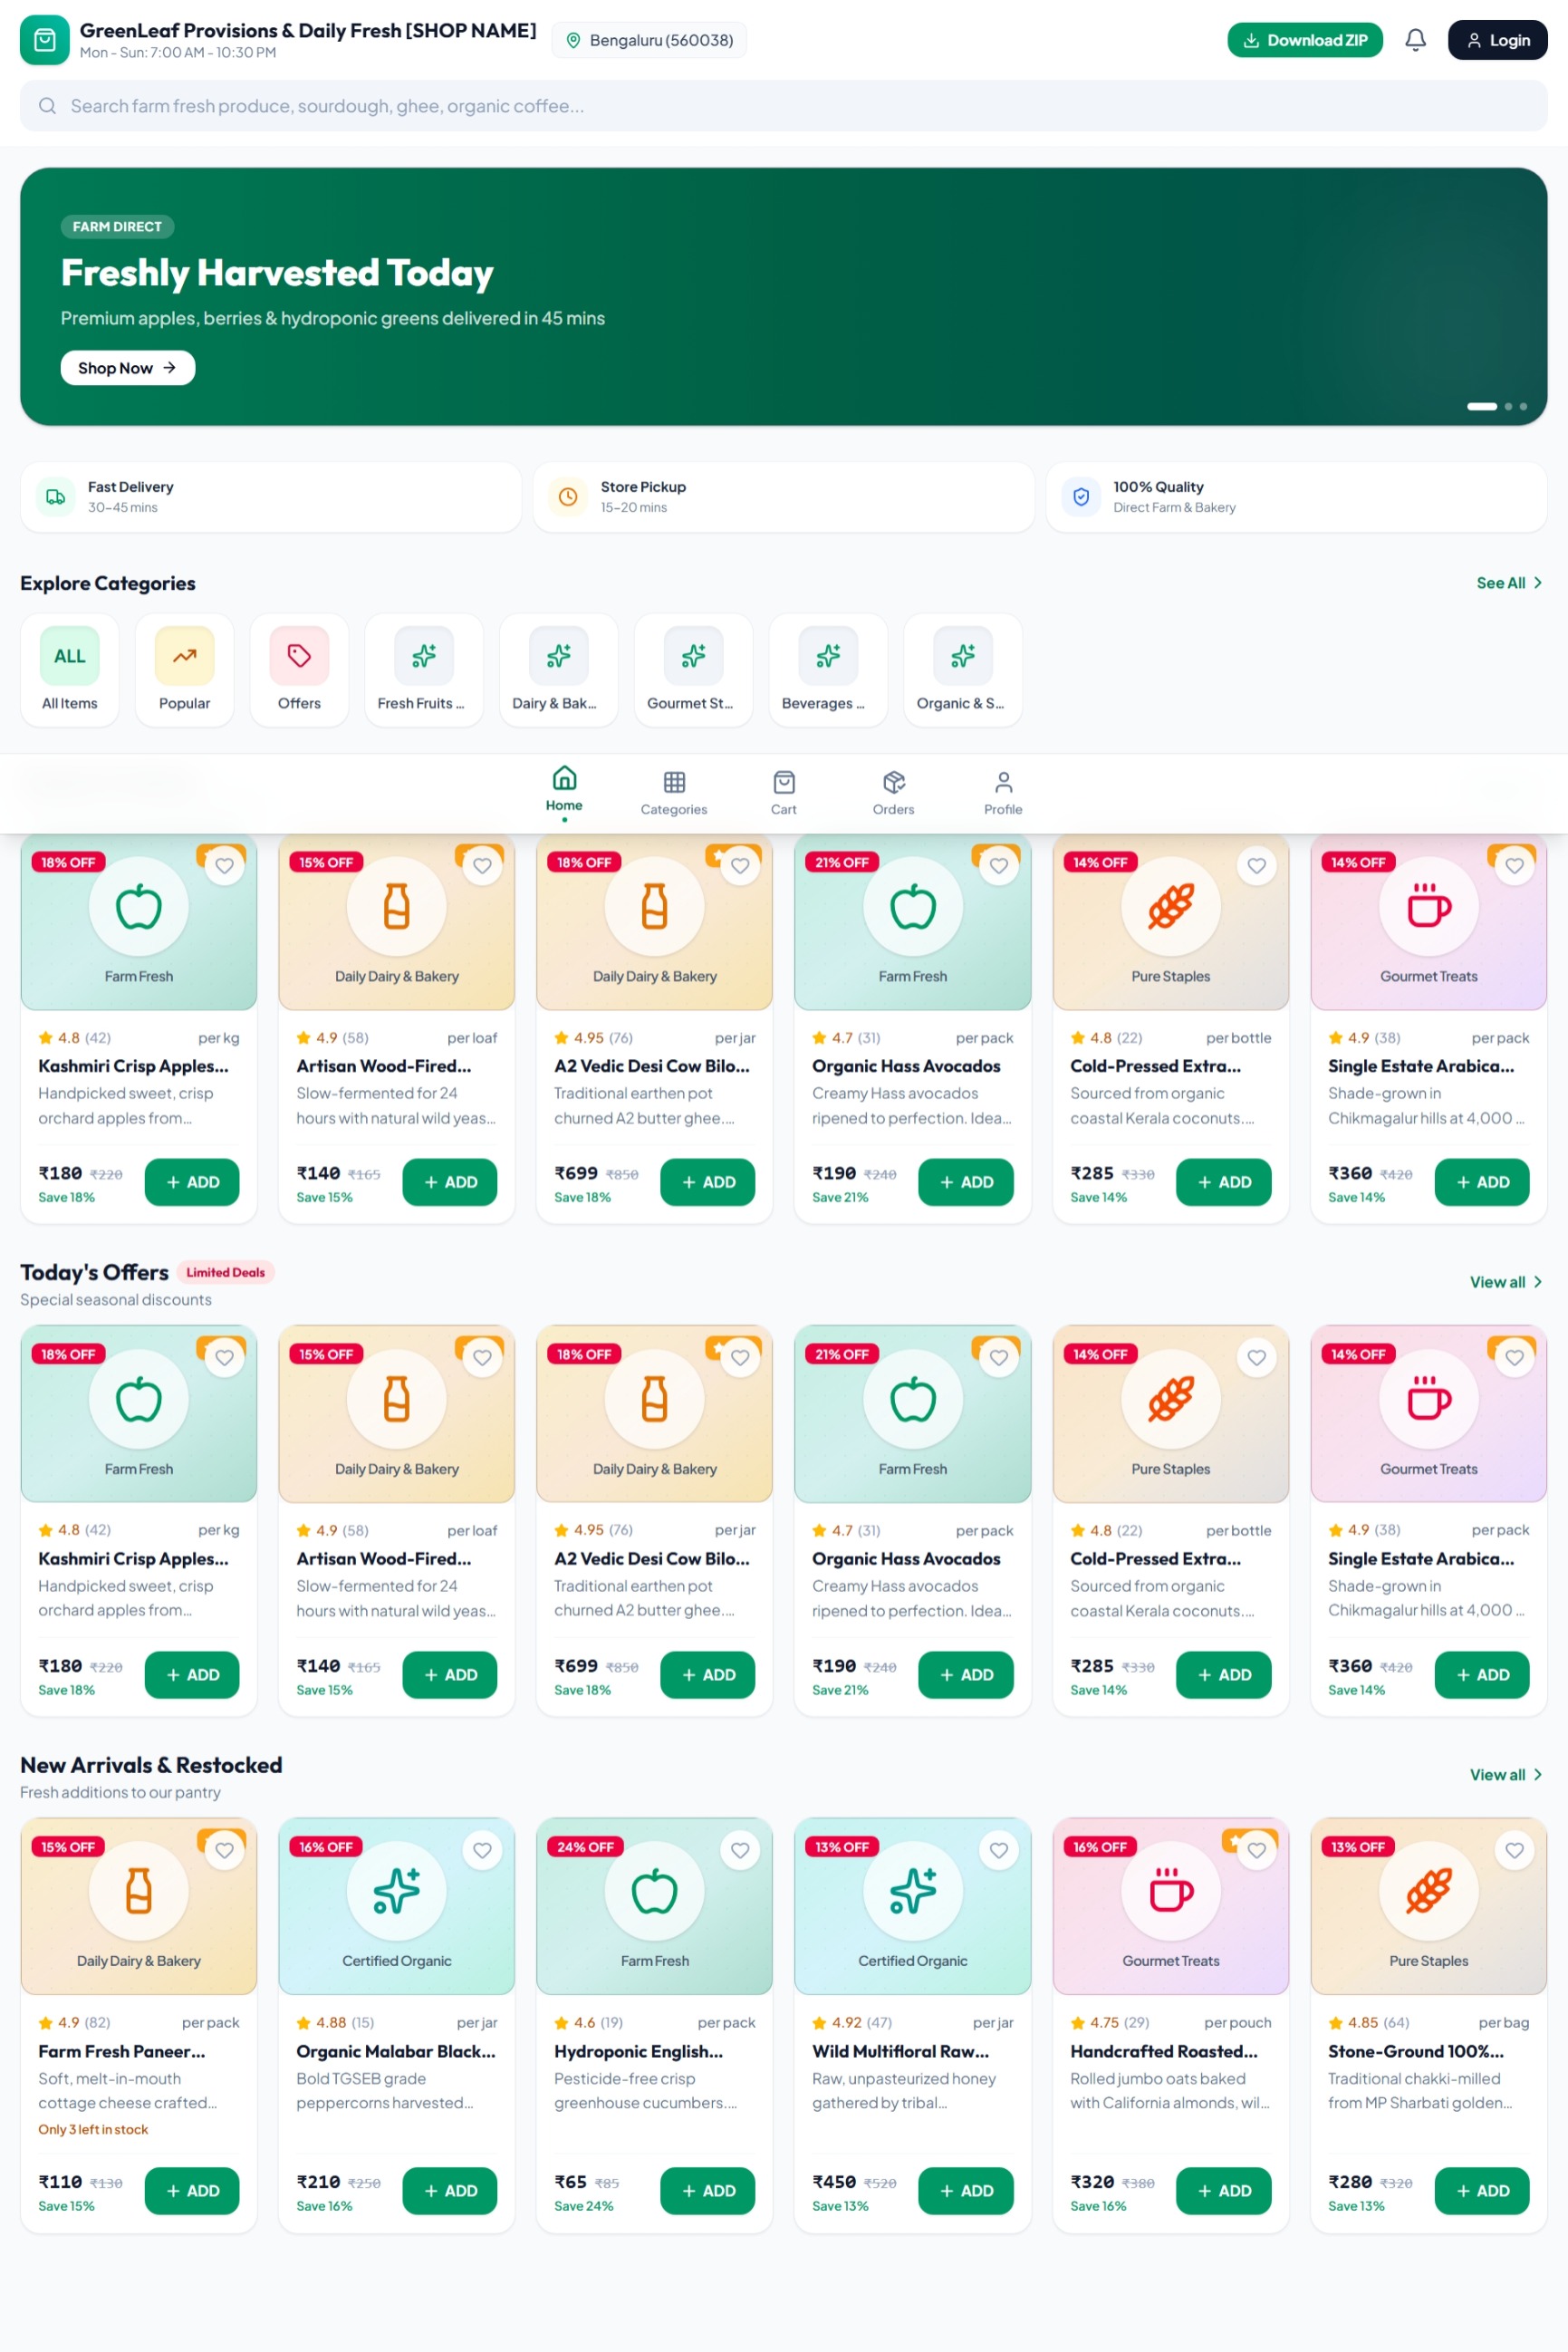 GreenLeaf Provisions & Daily Fresh [SHOP NAME]
Mon - Sun: 7:00 AM - 10:30 PM
Bengaluru (560038)
Download ZIP
Login
Search farm fresh produce, sourdough, ghee, organic coffee...
FARM DIRECT
Freshly Harvested Today
Premium apples, berries & hydroponic greens delivered in 45 mins
Shop Now
Fast Delivery
30–45 mins
Store Pickup
15–20 mins
100% Quality
Direct Farm & Bakery
Explore Categories
See All
ALL
All Items
Popular
Offers
Fresh Fruits ...
Dairy & Bak...
Gourmet St...
Beverages ...
Organic & S...
Home
Categories
Cart
Orders
Profile
18% OFF
Farm Fresh
4.8 (42) per kg
Kashmiri Crisp Apples...
Handpicked sweet, crisp
orchard apples from...
₹180 ₹220
Save 18%
+ ADD
15% OFF
Daily Dairy & Bakery
4.9 (58) per loaf
Artisan Wood-Fired...
Slow-fermented for 24
hours with natural wild yeas...
₹140 ₹165
Save 15%
+ ADD
18% OFF
Daily Dairy & Bakery
4.95 (76) per jar
A2 Vedic Desi Cow Bilo...
Traditional earthen pot
churned A2 butter ghee....
₹699 ₹850
Save 18%
+ ADD
21% OFF
Farm Fresh
4.7 (31) per pack
Organic Hass Avocados
Creamy Hass avocados
ripened to perfection. Idea...
₹190 ₹240
Save 21%
+ ADD
14% OFF
Pure Staples
4.8 (22) per bottle
Cold-Pressed Extra...
Sourced from organic
coastal Kerala coconuts....
₹285 ₹330
Save 14%
+ ADD
14% OFF
Gourmet Treats
4.9 (38) per pack
Single Estate Arabica...
Shade-grown in
Chikmagalur hills at 4,000 ...
₹360 ₹420
Save 14%
+ ADD
Today's Offers
Limited Deals
Special seasonal discounts
View all
18% OFF
Farm Fresh
4.8 (42) per kg
Kashmiri Crisp Apples...
Handpicked sweet, crisp
orchard apples from...
₹180 ₹220
Save 18%
+ ADD
15% OFF
Daily Dairy & Bakery
4.9 (58) per loaf
Artisan Wood-Fired...
Slow-fermented for 24
hours with natural wild yeas...
₹140 ₹165
Save 15%
+ ADD
18% OFF
Daily Dairy & Bakery
4.95 (76) per jar
A2 Vedic Desi Cow Bilo...
Traditional earthen pot
churned A2 butter ghee....
₹699 ₹850
Save 18%
+ ADD
21% OFF
Farm Fresh
4.7 (31) per pack
Organic Hass Avocados
Creamy Hass avocados
ripened to perfection. Idea...
₹190 ₹240
Save 21%
+ ADD
14% OFF
Pure Staples
4.8 (22) per bottle
Cold-Pressed Extra...
Sourced from organic
coastal Kerala coconuts....
₹285 ₹330
Save 14%
+ ADD
14% OFF
Gourmet Treats
4.9 (38) per pack
Single Estate Arabica...
Shade-grown in
Chikmagalur hills at 4,000 ...
₹360 ₹420
Save 14%
+ ADD
New Arrivals & Restocked
Fresh additions to our pantry
View all
15% OFF
Daily Dairy & Bakery
4.9 (82) per pack
Farm Fresh Paneer...
Soft, melt-in-mouth
cottage cheese crafted...
Only 3 left in stock
₹110 ₹130
Save 15%
+ ADD
16% OFF
Certified Organic
4.88 (15) per jar
Organic Malabar Black...
Bold TGSEB grade
peppercorns harvested...
₹210 ₹250
Save 16%
+ ADD
24% OFF
Farm Fresh
4.6 (19) per pack
Hydroponic English...
Pesticide-free crisp
greenhouse cucumbers....
₹65 ₹85
Save 24%
+ ADD
13% OFF
Certified Organic
4.92 (47) per jar
Wild Multifloral Raw...
Raw, unpasteurized honey
gathered by tribal...
₹450 ₹520
Save 13%
+ ADD
16% OFF
Gourmet Treats
4.75 (29) per pouch
Handcrafted Roasted...
Rolled jumbo oats baked
with California almonds, wil...
₹320 ₹380
Save 16%
+ ADD
13% OFF
Pure Staples
4.85 (64) per bag
Stone-Ground 100%...
Traditional chakki-milled
from MP Sharbati golden...
₹280 ₹320
Save 13%
+ ADD